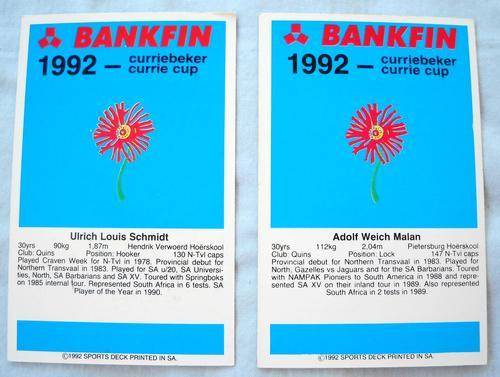 BANKFIN
1992 – curriebeker
currie cup
Ulrich Louis Schmidt
30yrs 90kg 1,87m Hendrik Verwoerd Hoërskool
Club: Quins Position: Hooker 130 N-Tvl caps
Played Craven Week for N-Tvl in 1978. Provincial debut for
Northern Transvaal in 1983. Played for SA u/20, SA Universi-
ties, North, SA Barbarians and SA XV. Toured with Springboks
on 1985 internal tour. Represented South Africa in 6 tests. SA
Player of the Year in 1990.
©1992 SPORTS DECK PRINTED IN SA.
BANKFIN
1992 – curriebeker
currie cup
Adolf Weich Malan
30yrs 112kg 2,04m Pietersburg Hoërskool
Club: Quins Position: Lock 147 N-Tvl caps
Provincial debut for Northern Transvaal in 1983. Played for
North, Gazelles vs Jaguars and for the SA Barbarians. Toured
with NAMPAK Pioneers to South America in 1988 and repre-
sented SA XV on their inland tour in 1989. Also represented
South Africa in 2 tests in 1989.
©1992 SPORTS DECK PRINTED IN SA.